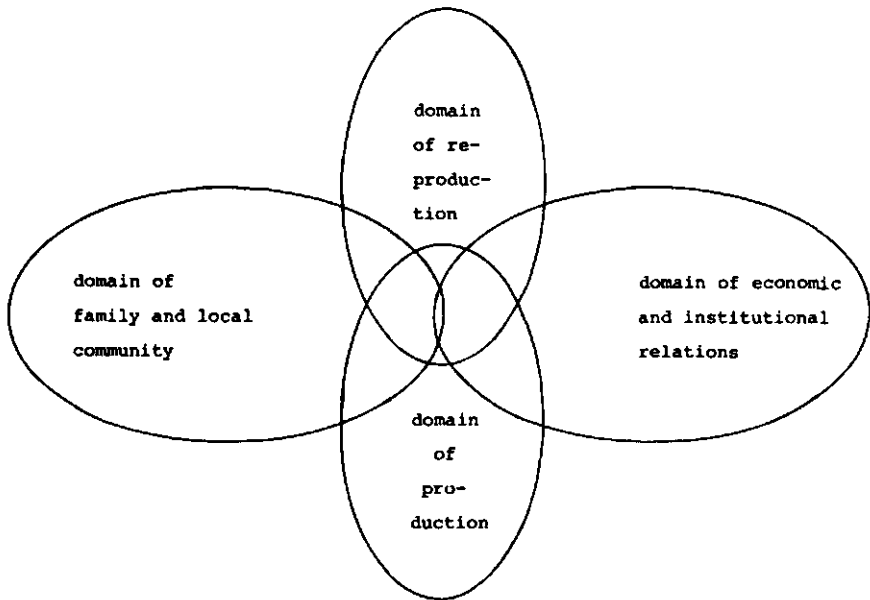 domain
of re-
produc-
tion
domain of
family and local
community
domain of economic
and institutional
relations
domain
of
pro-
duction